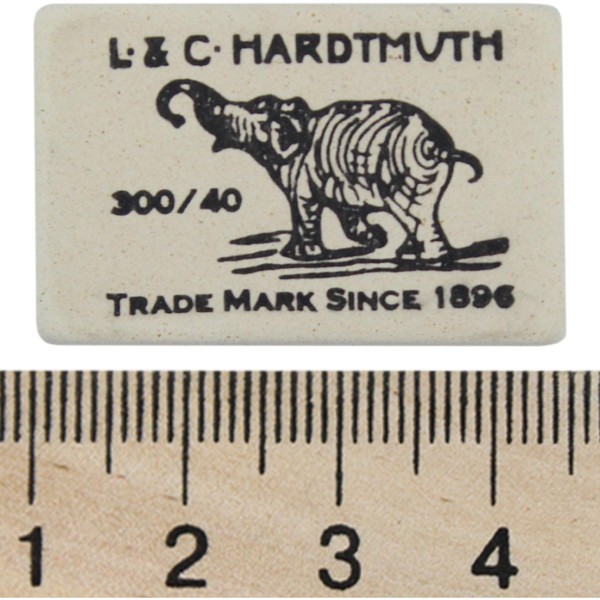 L. & C. HARDTMUTH
300/40
TRADE MARK SINCE 1896
1 2 3 4